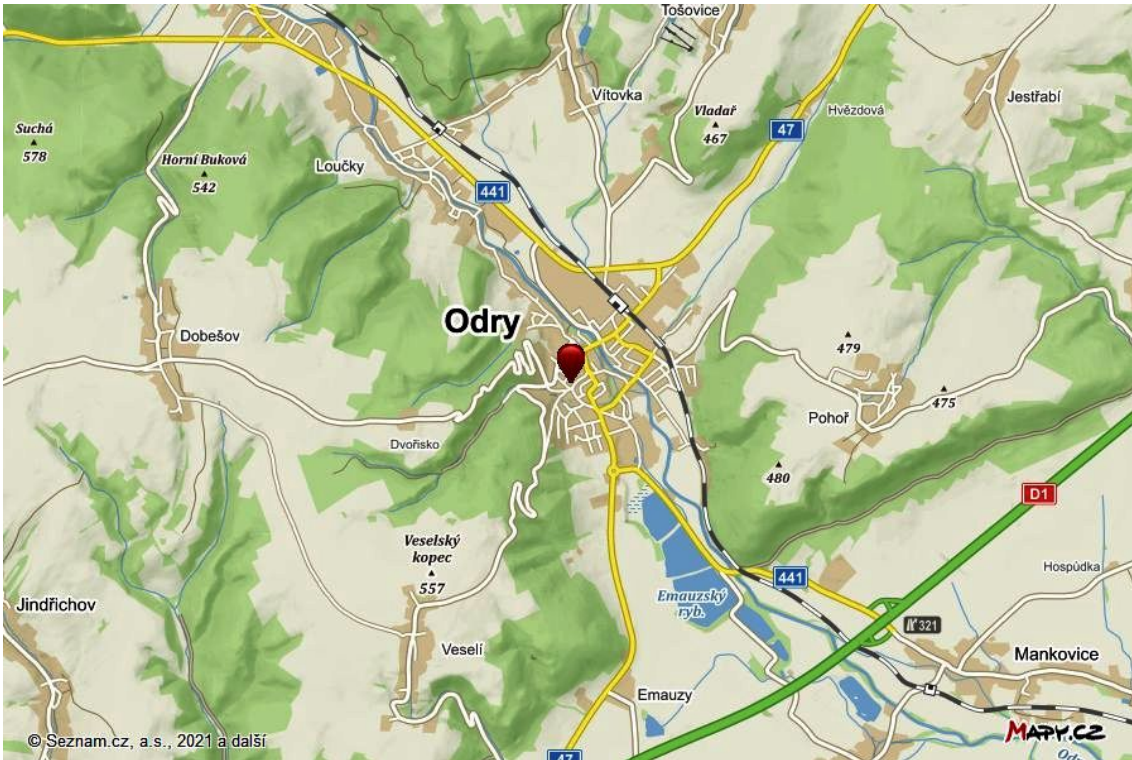 Tošovice
Vítovka
Vladař
467
Hvězdová
Jestřabí
47
Suchá
578
Horní Buková
542
Loučky
441
Odry
Dobešov
479
475
Pohoř
Dvořisko
480
D1
Veselský
kopec
557
441
Hospůdka
Emauzský
ryb.
Jindřichov
321
Veselí
Mankovice
Emauzy
© Seznam.cz, a.s., 2021 a další
47
MAPY.CZ